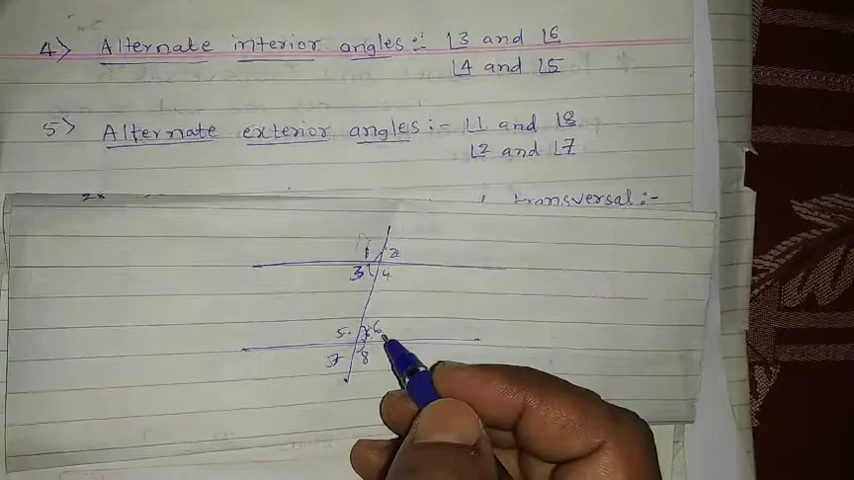 4> Alternate interior angles :- ∠3 and ∠6
∠4 and ∠5
5> Alternate exterior angles :- ∠1 and ∠8
∠2 and ∠7
transversal :-
1 2
3 4
5 6
7 8